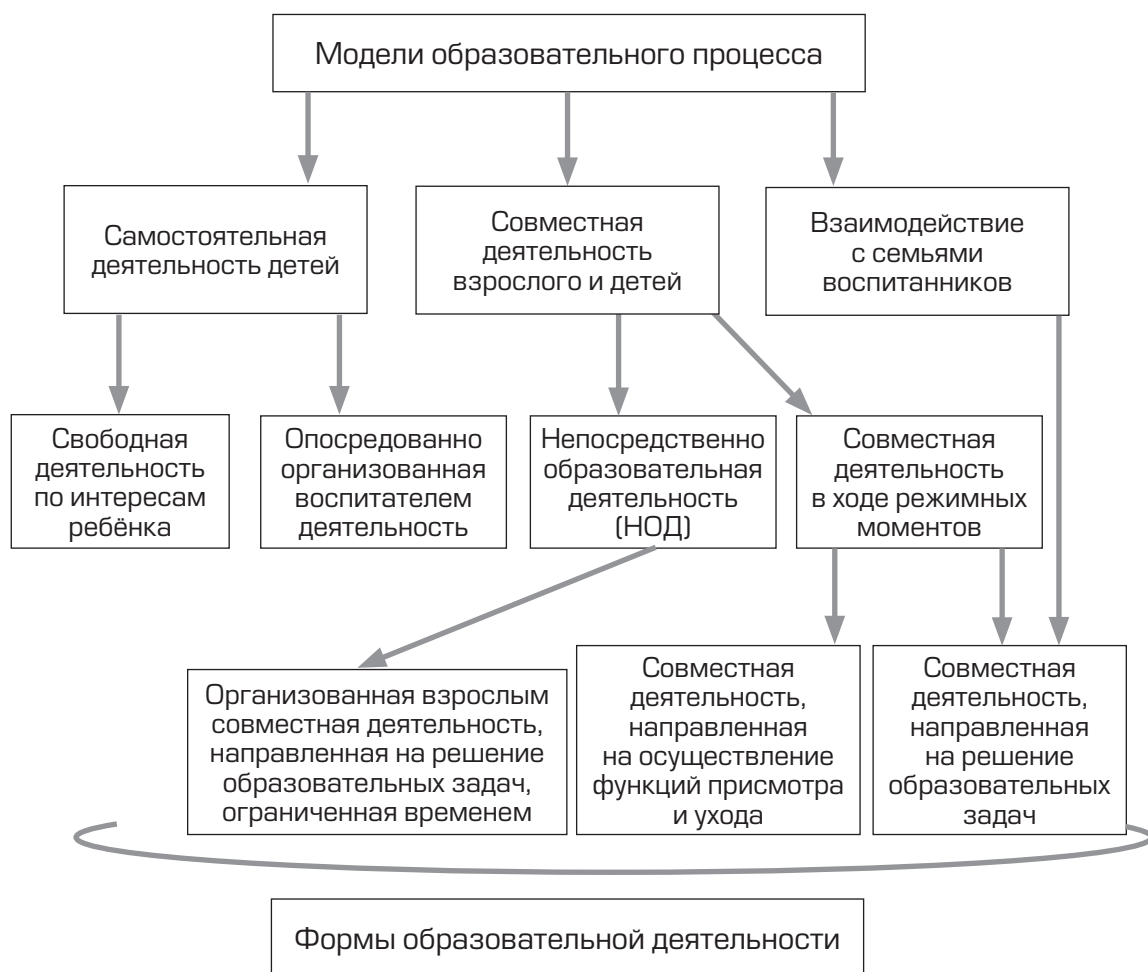 Модели образовательного процесса
Самостоятельная
деятельность детей
Совместная
деятельность
взрослого и детей
Взаимодействие
с семьями
воспитанников
Свободная
деятельность
по интересам
ребёнка
Опосредованно
организованная
воспитателем
деятельность
Непосредственно
образовательная
деятельность
(НОД)
Совместная
деятельность
в ходе режимных
моментов
Организованная взрослым
совместная деятельность,
направленная на решение
образовательных задач,
ограниченная временем
Совместная
деятельность,
направленная
на осуществление
функций присмотра
и ухода
Совместная
деятельность,
направленная
на решение
образовательных
задач
Формы образовательной деятельности